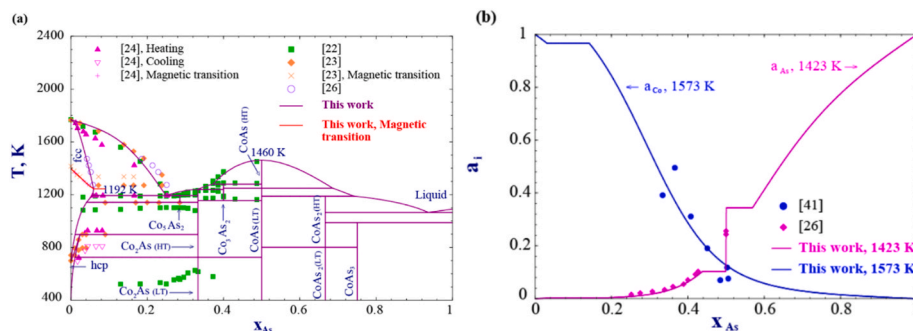 (a)
[24], Heating
[24], Cooling
[24], Magnetic transition
[22]
[23]
[23], Magnetic transition
[26]
This work
This work, Magnetic
transition
2400
2000
1600
1200
800
400
T, K
fcc
1192 K
CoAs (HT)
1460 K
Liquid
Co5As2
Co2As (HT)
Co3As2
CoAs(LT)
CoAs2(HT)
hcp
Co2As (LT)
CoAs2(LT)
CoAs3
0
0.2
0.4
0.6
0.8
1
xAs
(b)
1
0.8
0.6
0.4
0.2
0
ai
aCo, 1573 K
aAs, 1423 K
[41]
[26]
This work, 1423 K
This work, 1573 K
0
0.2
0.4
0.6
0.8
xAs